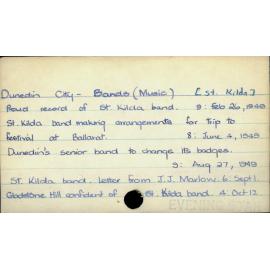 Dunedin City - Bands (Music) [St. Kilda]
Proud record of St Kilda band. 9: Feb 26, 1949
St. Kilda band making arrangements for trip to
festival at Ballarat. 8: June 4, 1949
Dunedin's senior band to change its badges.
9: Aug 27, 1949
St. Kilda band. Letter from J.J. Marlow. 6: Sept 1.
Gladstone Hill confident of St. Kilda band. 4: Oct 12.
EVENING STAR